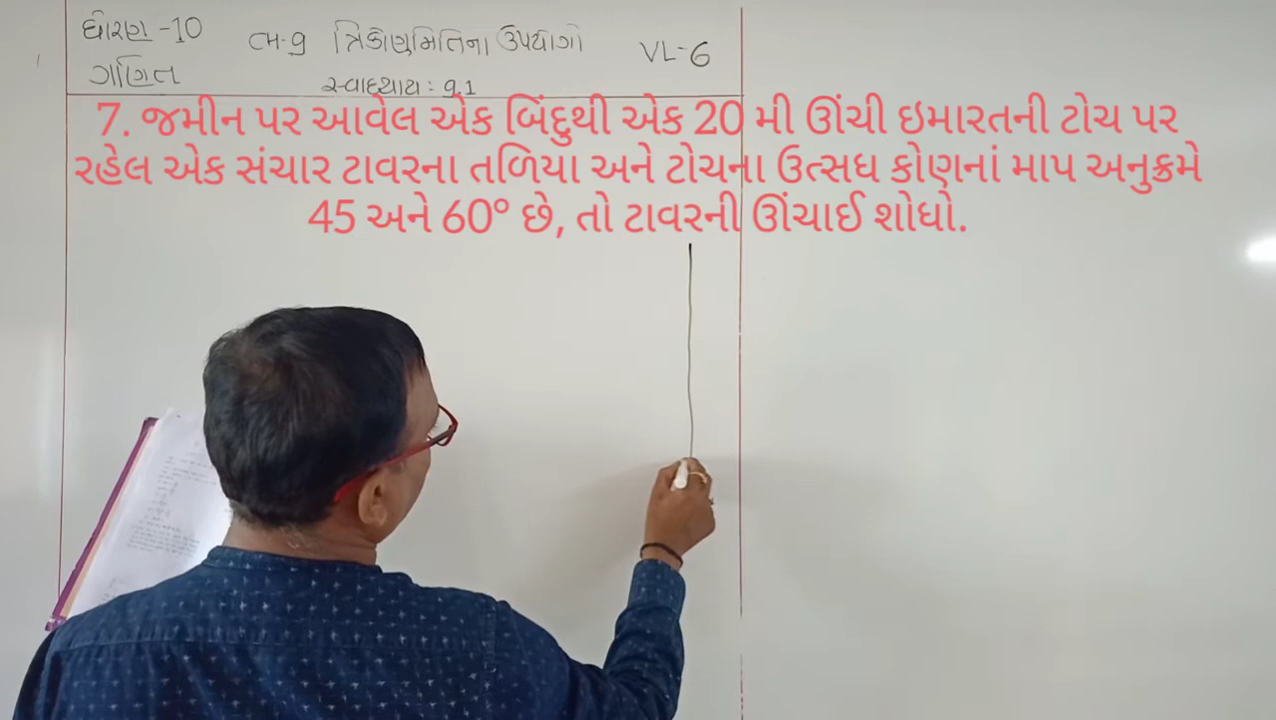 ધોરણ -10
ગણિત
પ્ર-9 ત્રિકોણમિતિના ઉપયોગો
સ્વાધ્યાય : 9.1
VL-6
7. જમીન પર આવેલ એક બિંદુથી એક 20 મી ઊંચી ઇમારતની ટોચ પર
રહેલ એક સંચાર ટાવરના તળિયા અને ટોચના ઉત્સધ કોણનાં માપ અનુક્રમે
45 અને 60° છે, તો ટાવરની ઊંચાઈ શોધો.